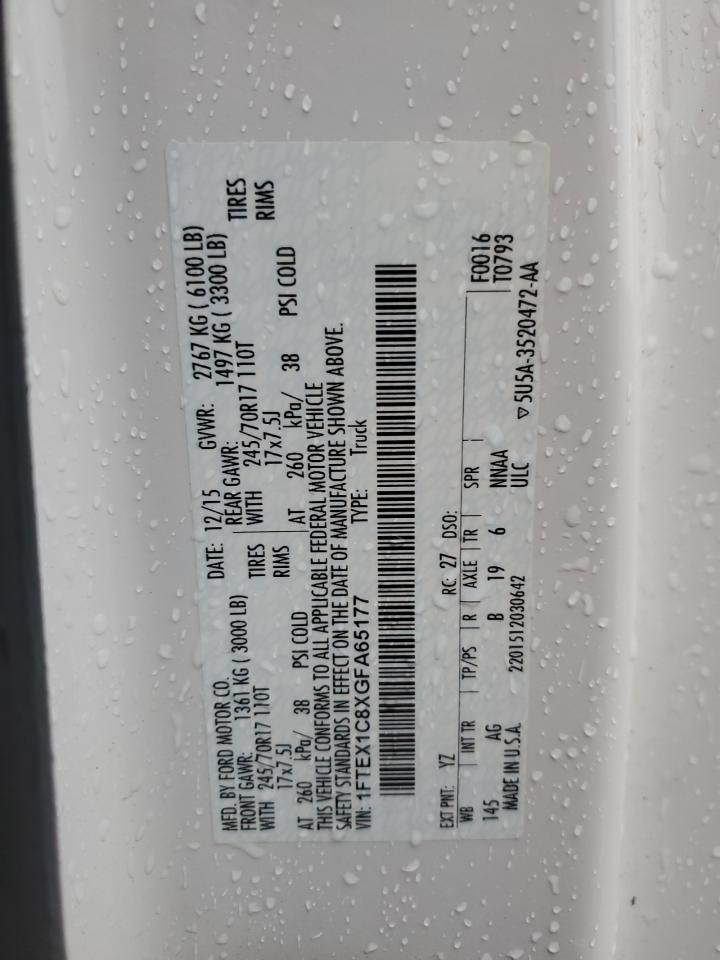 MFD. BY FORD MOTOR CO. DATE: 12/15 GVWR: 2767 KG ( 6100 LB)
FRONT GAWR: 1361 KG ( 3000 LB) REAR GAWR: 1497 KG ( 3300 LB)
WITH 245/70R17 110T TIRES WITH 245/70R17 110T TIRES
17x7.5J RIMS 17x7.5J RIMS
AT 260 kPa/ 38 PSI COLD AT 260 kPa/ 38 PSI COLD
THIS VEHICLE CONFORMS TO ALL APPLICABLE FEDERAL MOTOR VEHICLE
SAFETY STANDARDS IN EFFECT ON THE DATE OF MANUFACTURE SHOWN ABOVE.
VIN: 1FTEX1C8XGFA65177 TYPE: Truck
EXT PNT: YZ RC: 27 DSO:
WB INT TR TP/PS R AXLE TR SPR F0016
145 AG B 19 6 NNAA T0793
ULC
MADE IN U.S.A. 2201512030642 ▽5U5A-3520472-AA